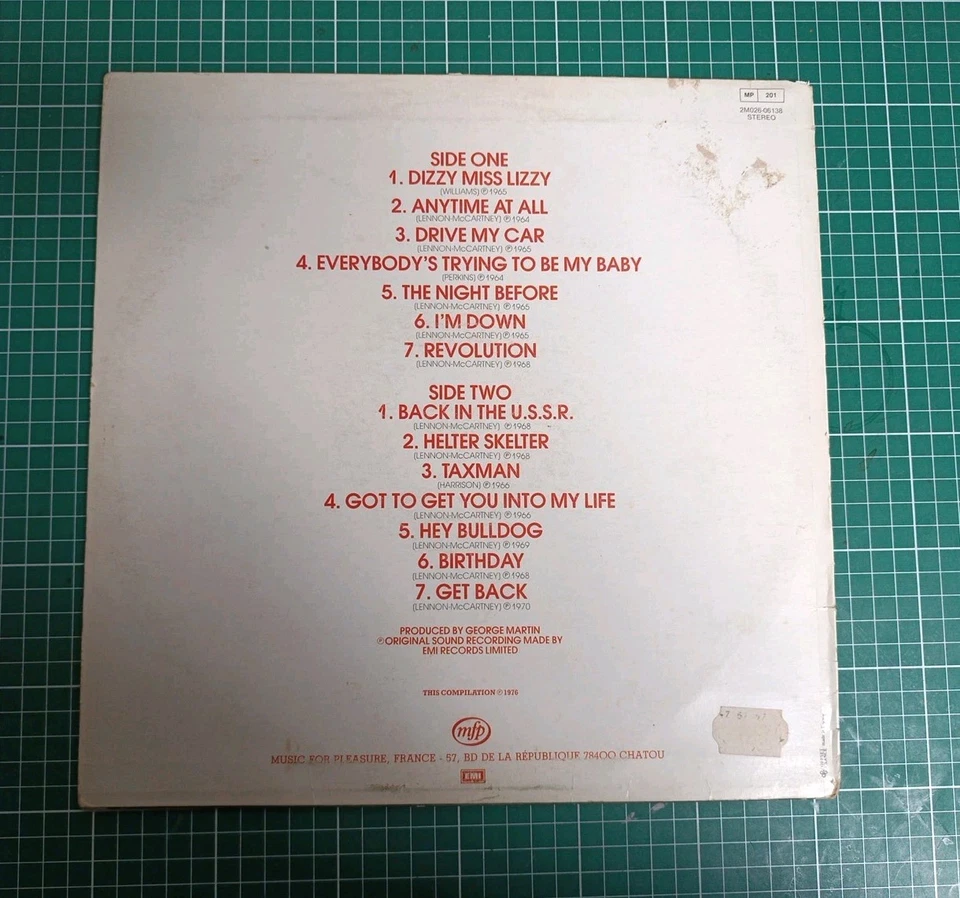 MP 201
2M026-06138
STEREO
SIDE ONE
1. DIZZY MISS LIZZY
(WILLIAMS) ℗ 1965
2. ANYTIME AT ALL
(LENNON-McCARTNEY) ℗ 1964
3. DRIVE MY CAR
(LENNON-McCARTNEY) ℗ 1965
4. EVERYBODY'S TRYING TO BE MY BABY
(PERKINS) ℗ 1964
5. THE NIGHT BEFORE
(LENNON-McCARTNEY) ℗ 1965
6. I'M DOWN
(LENNON-McCARTNEY) ℗ 1965
7. REVOLUTION
(LENNON-McCARTNEY) ℗ 1968
SIDE TWO
1. BACK IN THE U.S.S.R.
(LENNON-McCARTNEY) ℗ 1968
2. HELTER SKELTER
(LENNON-McCARTNEY) ℗ 1968
3. TAXMAN
(HARRISON) ℗ 1966
4. GOT TO GET YOU INTO MY LIFE
(LENNON-McCARTNEY) ℗ 1966
5. HEY BULLDOG
(LENNON-McCARTNEY) ℗ 1969
6. BIRTHDAY
(LENNON-McCARTNEY) ℗ 1968
7. GET BACK
(LENNON-McCARTNEY) ℗ 1970
PRODUCED BY GEORGE MARTIN
℗ ORIGINAL SOUND RECORDING MADE BY
EMI RECORDS LIMITED
THIS COMPILATION ℗ 1976
mfp
MUSIC FOR PLEASURE, FRANCE - 57, BD DE LA RÉPUBLIQUE 78400 CHATOU
EMI